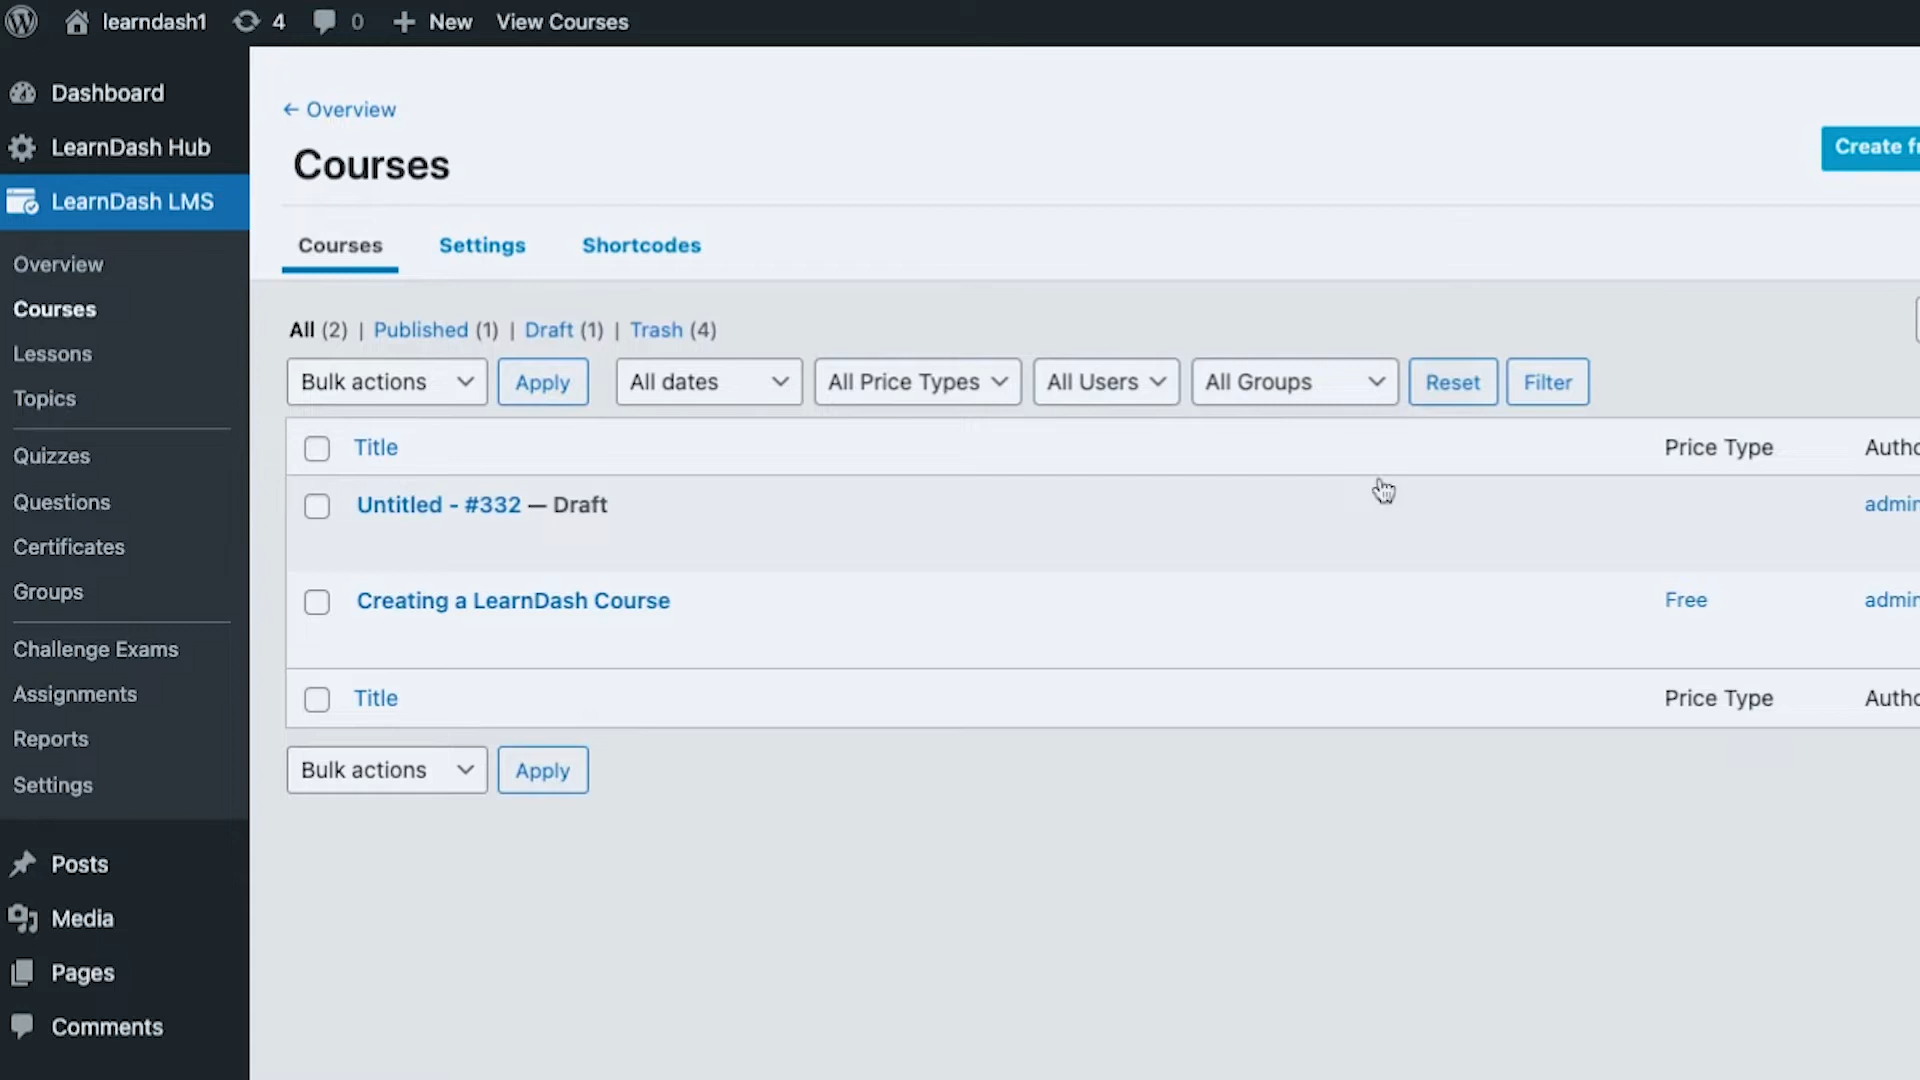 learndash1 4 0 + New View Courses
Dashboard
LearnDash Hub
LearnDash LMS
Overview
Courses
Lessons
Topics
Quizzes
Questions
Certificates
Groups
Challenge Exams
Assignments
Reports
Settings
Posts
Media
Pages
Comments
← Overview
Courses
Create
Courses Settings Shortcodes
All (2) | Published (1) | Draft (1) | Trash (4)
Bulk actions Apply All dates All Price Types All Users All Groups Reset Filter
Title Price Type
Untitled - #332 — Draft admin
Creating a LearnDash Course Free admin
Title Price Type
Bulk actions Apply